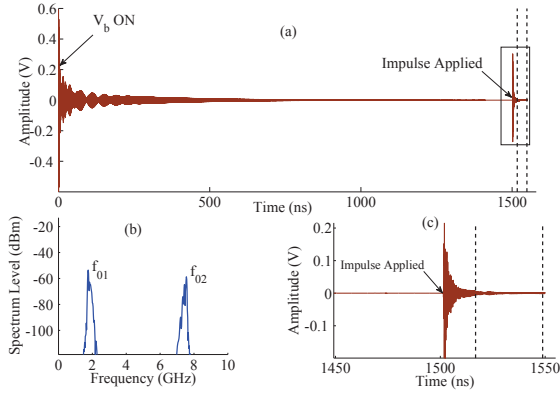 0.6
V_b ON
(a)
0.4
0.2
Impulse Applied
0
-0.2
-0.4
Amplitude (V)
0
500
1000
1500
Time (ns)
(b)
-20
-40
-60
-80
-100
f_01
f_02
Spectrum Level (dBm)
0
2
4
6
8
10
Frequency (GHz)
(c)
0.2
0.1
Impulse Applied
0
-0.1
Amplitude (V)
1450
1500
1550
Time (ns)